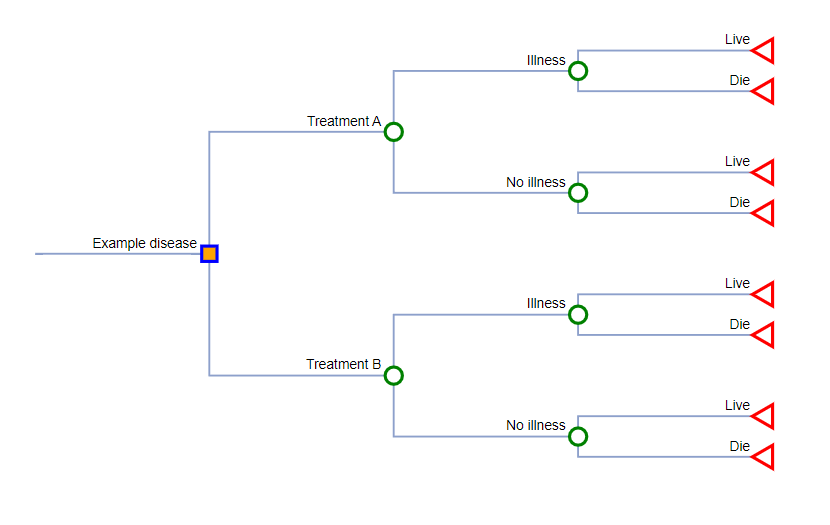 Live
Illness
Die
Treatment A
Live
No illness
Die
Example disease
Live
Illness
Die
Treatment B
Live
No illness
Die